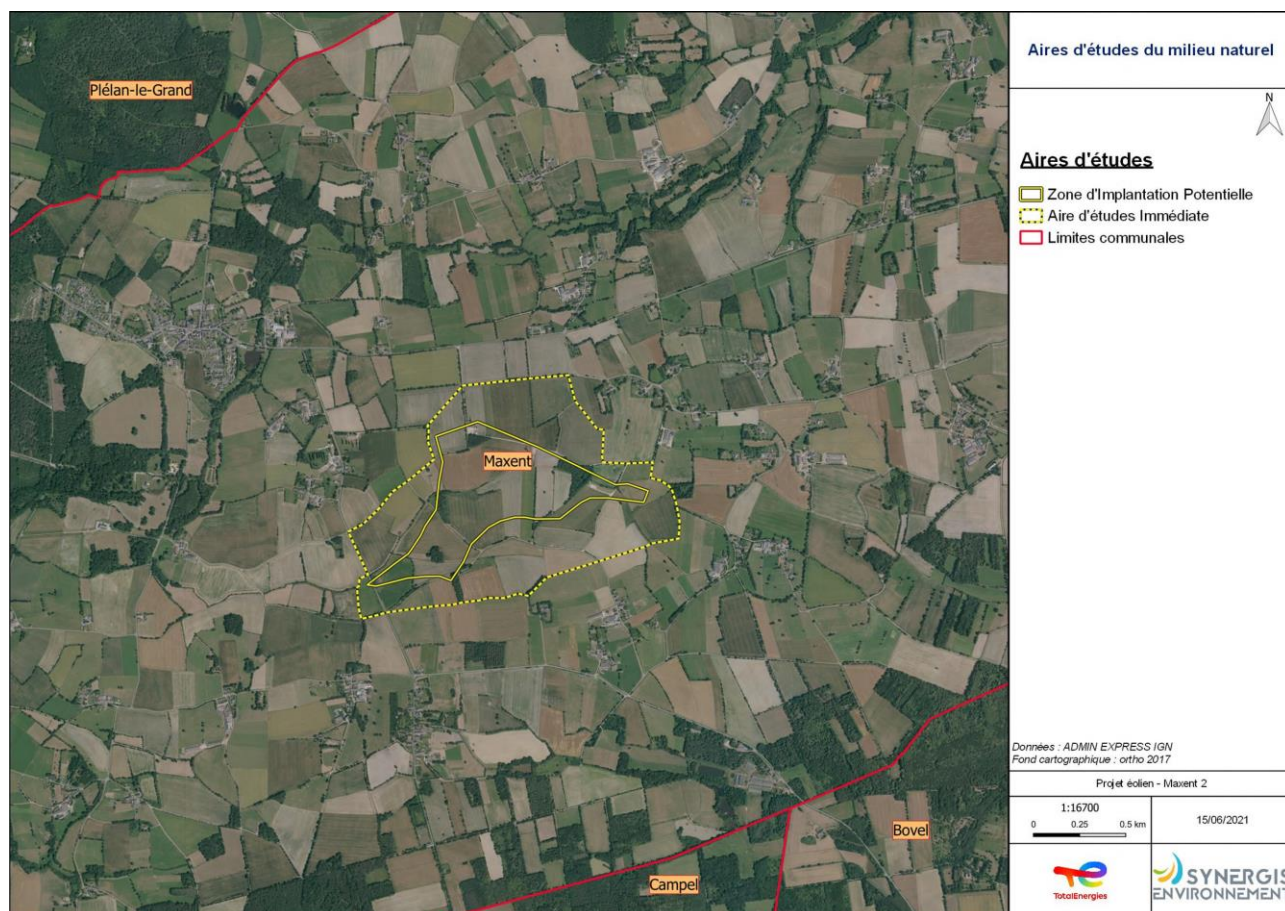 Plélan-le-Grand
Maxent
Bovel
Campel
Aires d'études du milieu naturel
N
Aires d'études
Zone d'Implantation Potentielle
Aire d'études Immédiate
Limites communales
Données : ADMIN EXPRESS IGN
Fond cartographique : ortho 2017
Projet éolien - Maxent 2
1:16700
0 0.25 0.5 km
15/06/2021
TotalEnergies
SYNERGIS
ENVIRONNEMENT